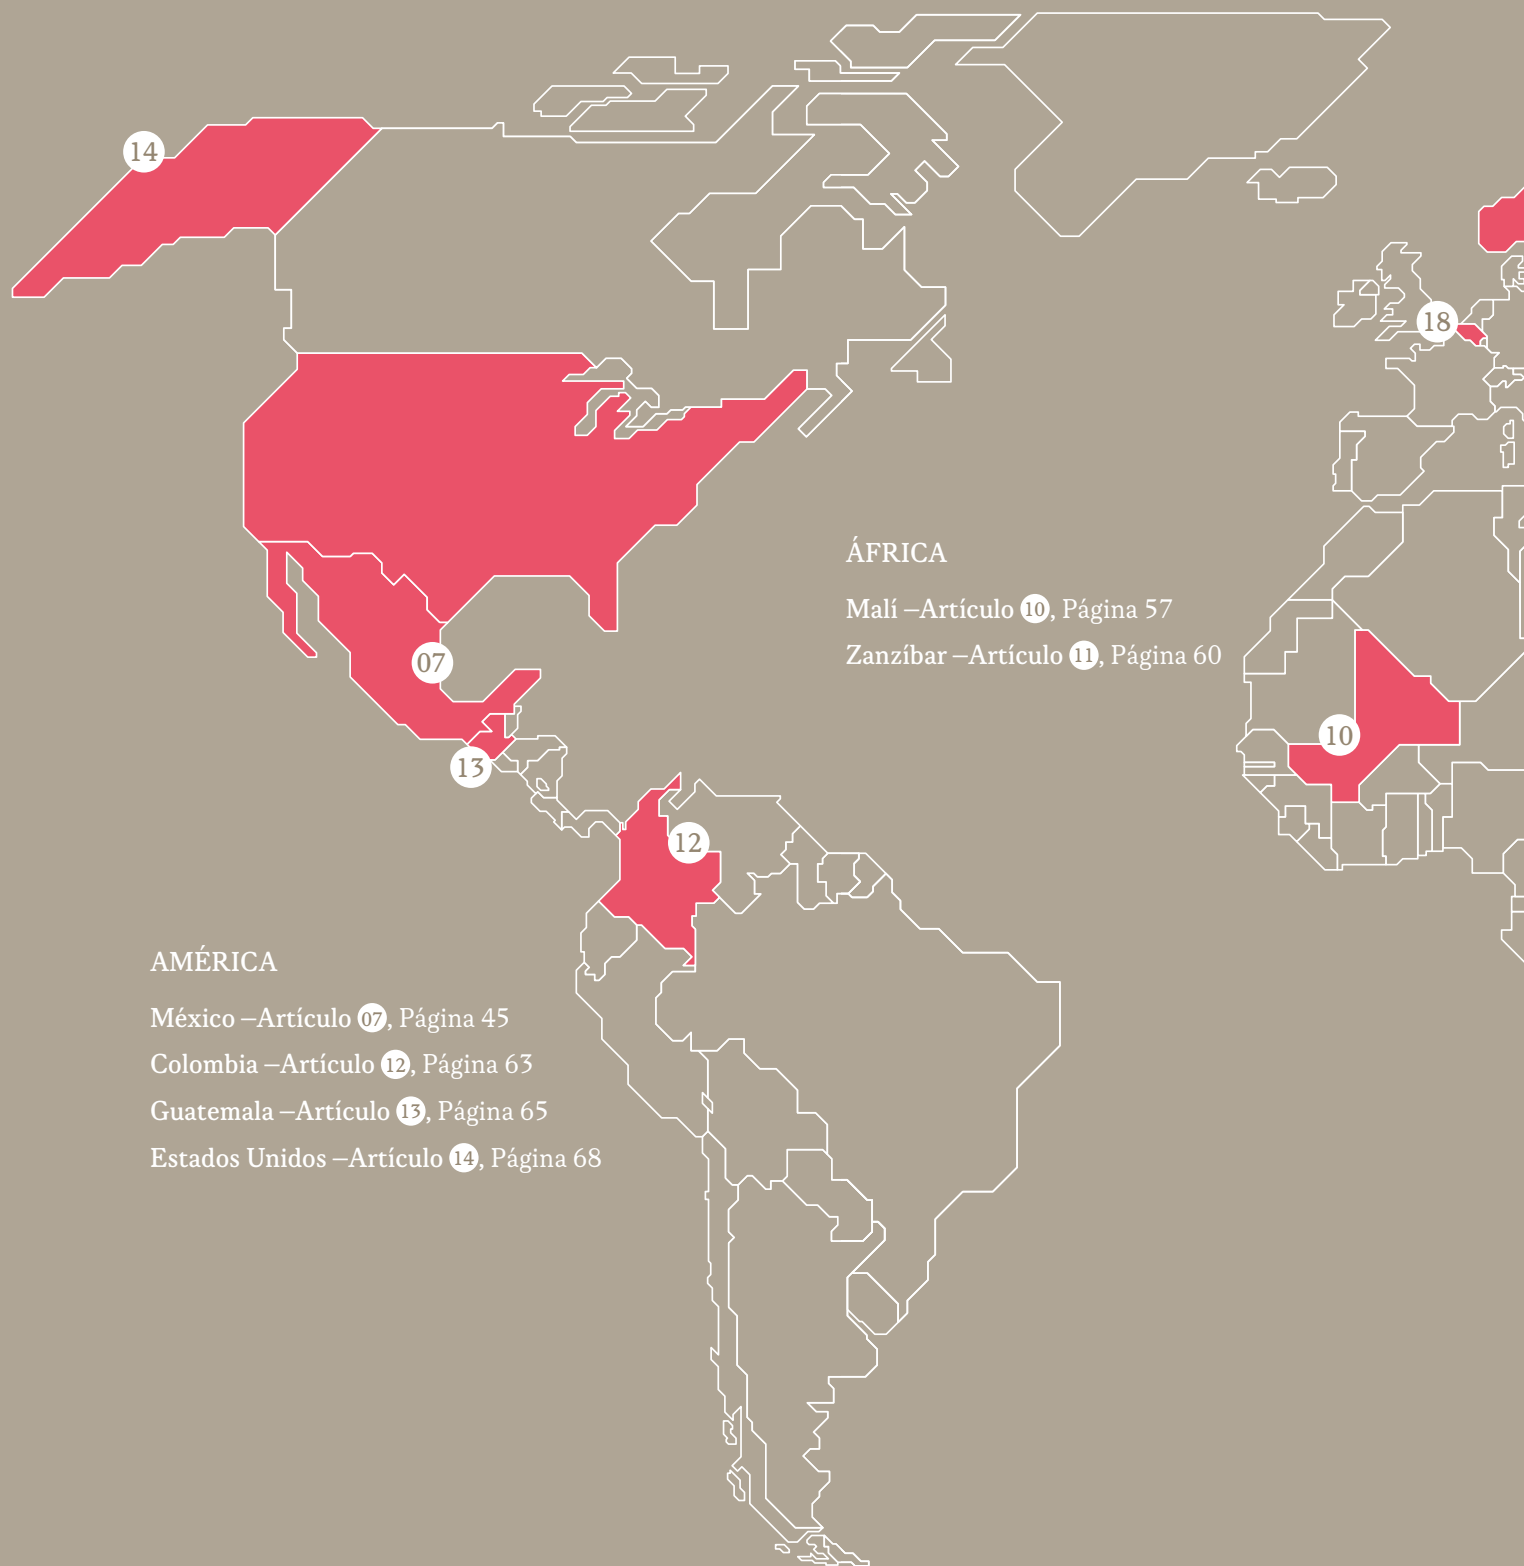 14
18
ÁFRICA
Malí –Artículo 10, Página 57
Zanzíbar –Artículo 11, Página 60
07
10
13
12
AMÉRICA
México –Artículo 07, Página 45
Colombia –Artículo 12, Página 63
Guatemala –Artículo 13, Página 65
Estados Unidos –Artículo 14, Página 68